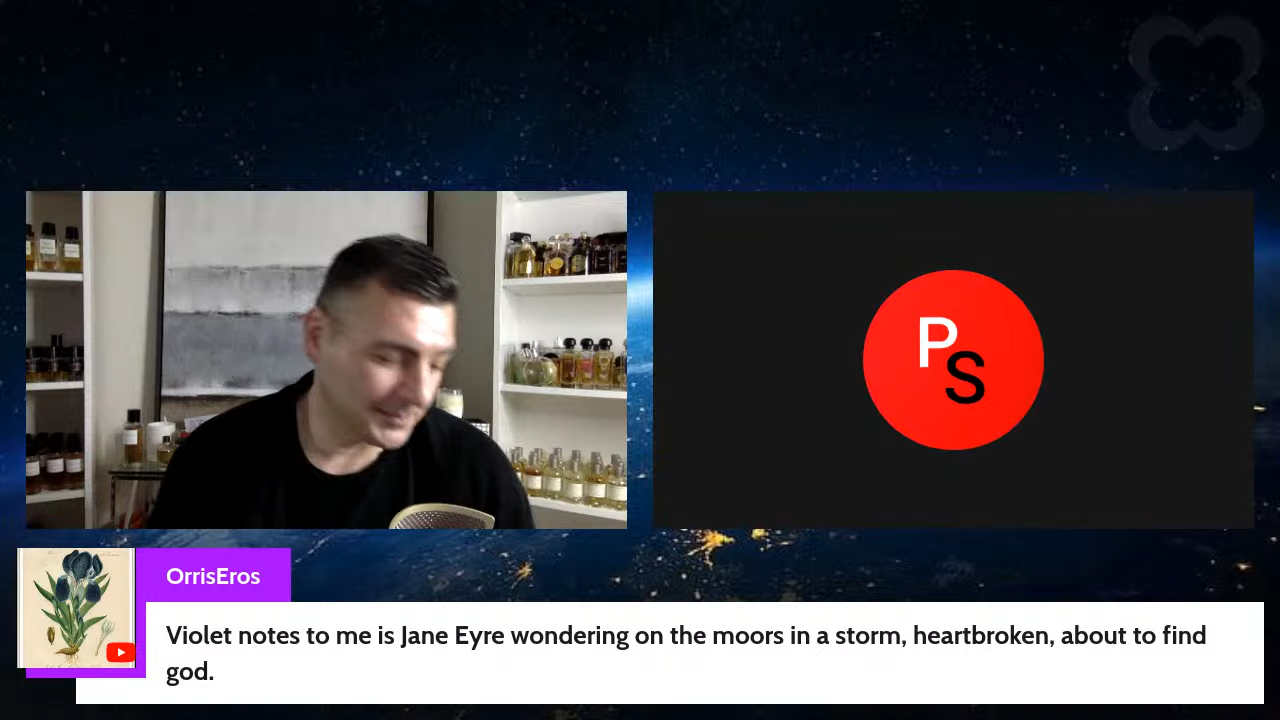 PS
OrrisEros
Violet notes to me is Jane Eyre wondering on the moors in a storm, heartbroken, about to find
god.